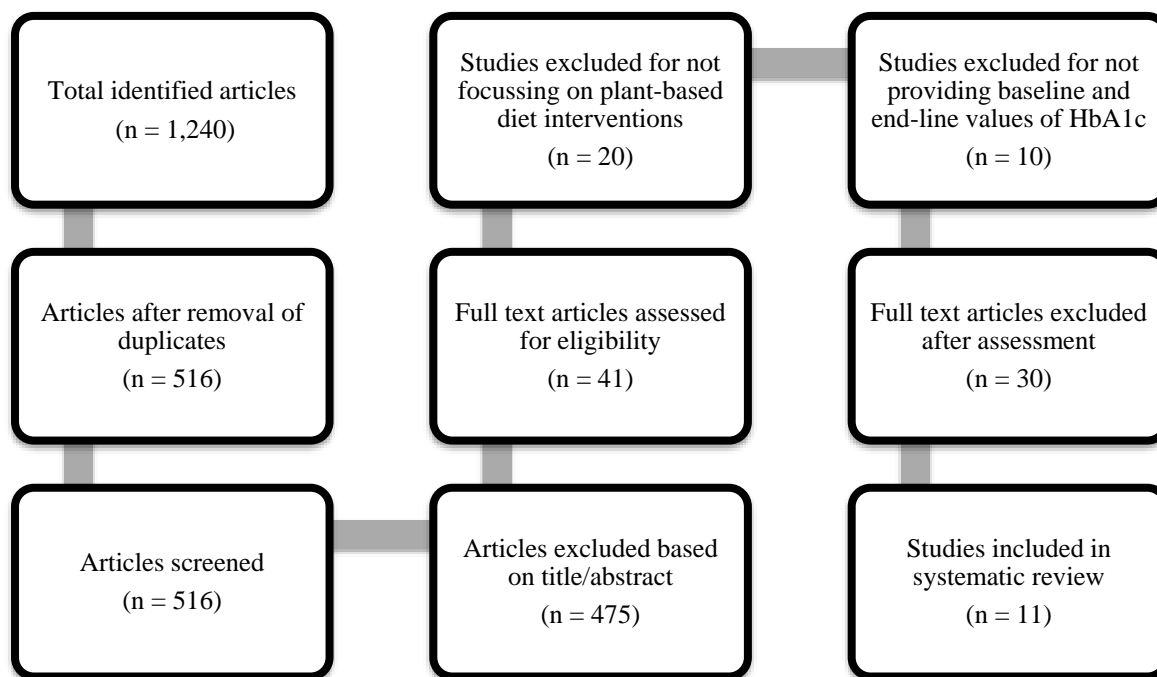 Total identified articles
(n = 1,240)
Articles after removal of
duplicates
(n = 516)
Articles screened
(n = 516)
Articles excluded based
on title/abstract
(n = 475)
Full text articles assessed
for eligibility
(n = 41)
Studies excluded for not
focussing on plant-based
diet interventions
(n = 20)
Studies excluded for not
providing baseline and
end-line values of HbA1c
(n = 10)
Full text articles excluded
after assessment
(n = 30)
Studies included in
systematic review
(n = 11)